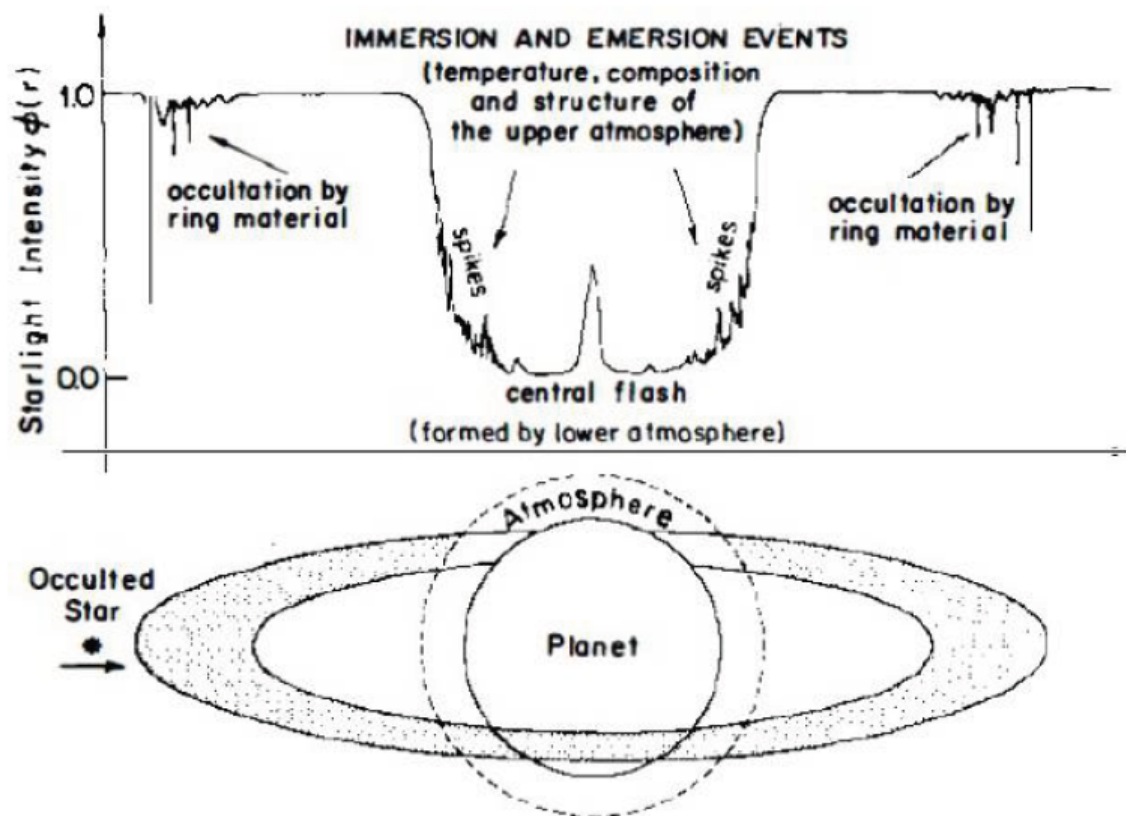 IMMERSION AND EMERSION EVENTS
(temperature, composition
and structure of
the upper atmosphere)
Starlight Intensity ϕ(r)
1.0
0.0
occultation by
ring material
spikes
spikes
occultation by
ring material
central flash
(formed by lower atmosphere)
Atmosphere
Occulted
Star
Planet